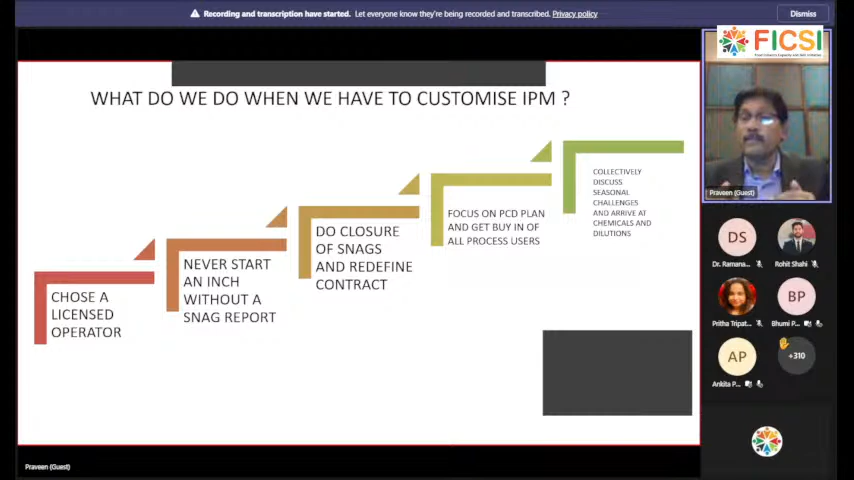 Recording and transcription have started. Let everyone know they're being recorded and transcribed. Privacy policy
Dismiss
FICSI
WHAT DO WE DO WHEN WE HAVE TO CUSTOMISE IPM ?
CHOSE A
LICENSED
OPERATOR
NEVER START
AN INCH
WITHOUT A
SNAG REPORT
DO CLOSURE
OF SNAGS
AND REDEFINE
CONTRACT
FOCUS ON PCD PLAN
AND GET BUY IN OF
ALL PROCESS USERS
COLLECTIVELY
DISCUSS
SEASONAL
CHALLENGES
AND ARRIVE AT
CHEMICALS AND
DILUTIONS
Praveen (Guest)
DS
Dr. Ramana...
Rohit Shahi
Pritha Tripat...
BP
Bhumi P...
AP
Ankita P...
+310
Praveen (Guest)